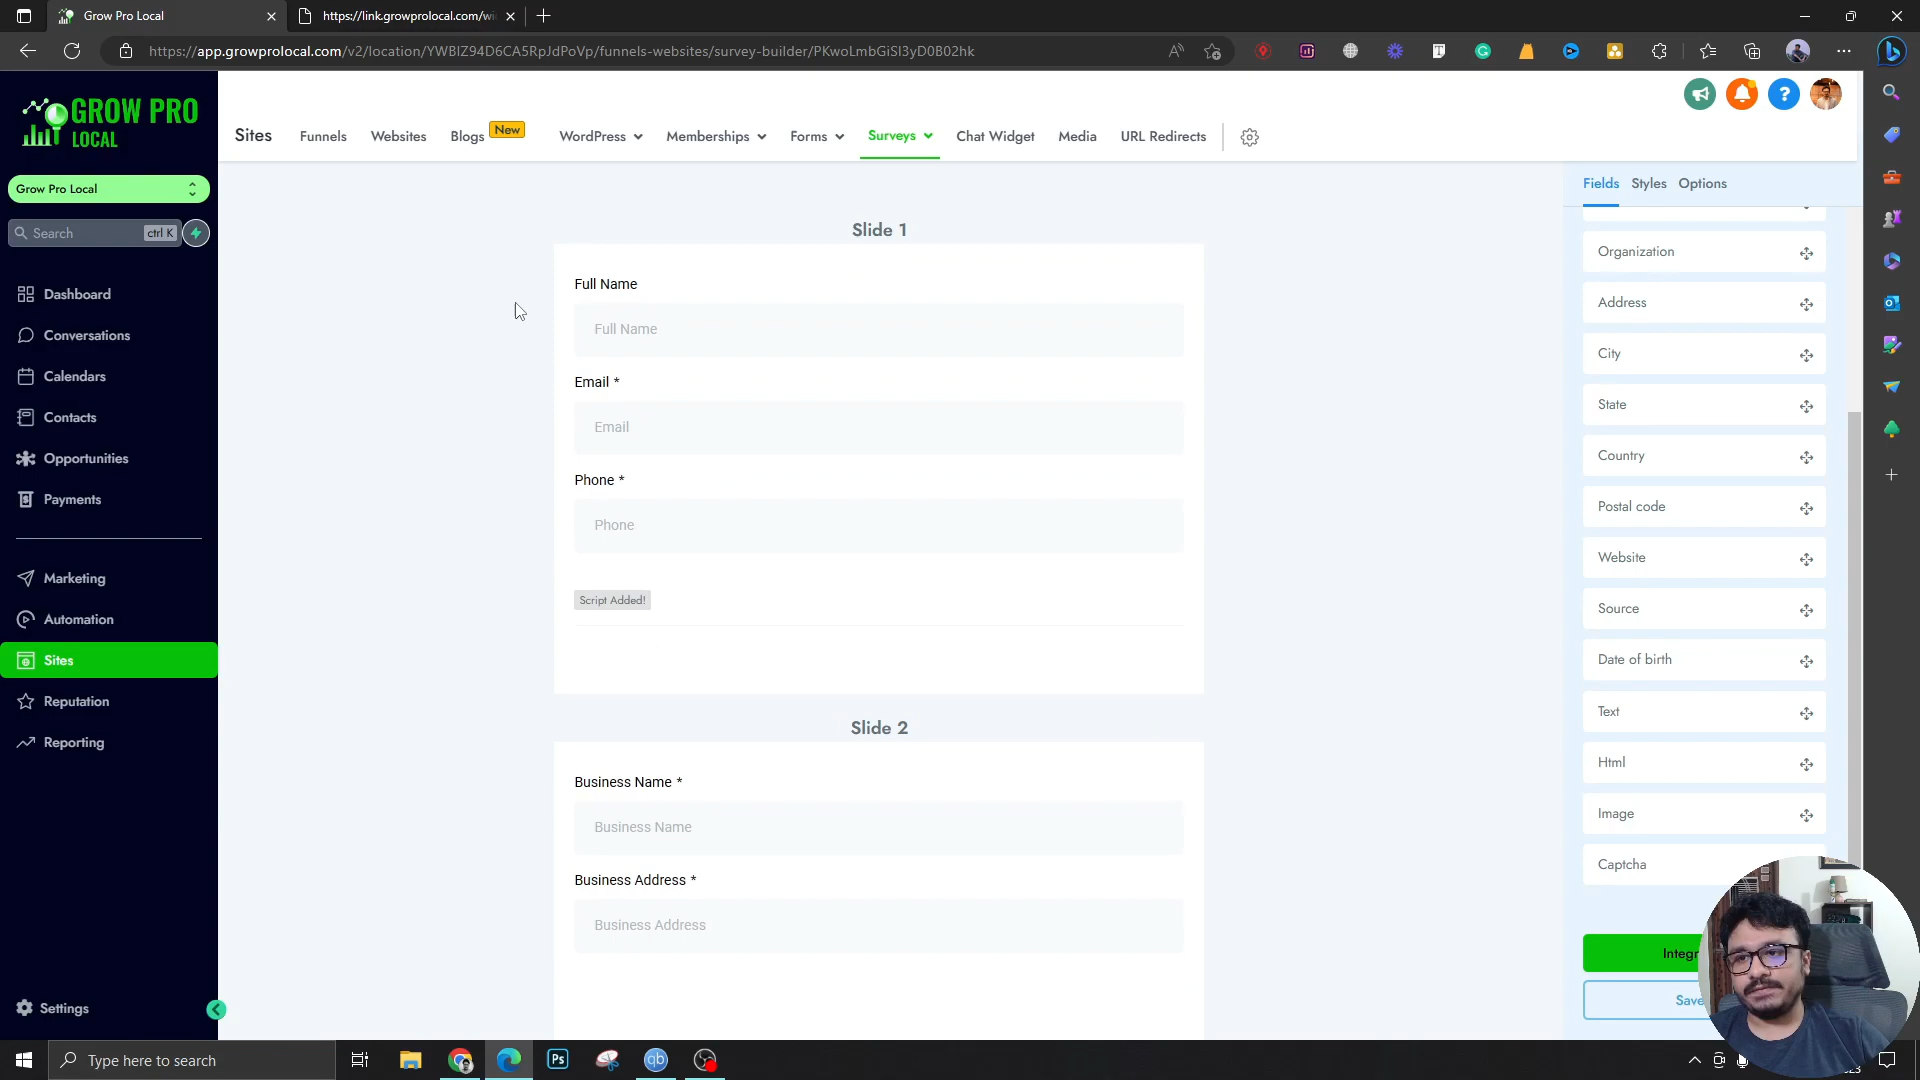 Grow Pro Local
https://link.growprolocal.com/wi
https://app.growprolocal.com/v2/location/YWBIZ94D6CA5RpJdPoVp/funnels-websites/survey-builder/PKwoLmbGiSI3yD0B02hk
GROW PRO
LOCAL
Grow Pro Local
Search
ctrl K
Dashboard
Conversations
Calendars
Contacts
Opportunities
Payments
Marketing
Automation
Sites
Reputation
Reporting
Settings
Sites
Funnels
Websites
Blogs
New
WordPress
Memberships
Forms
Surveys
Chat Widget
Media
URL Redirects
Slide 1
Full Name
Full Name
Email *
Email
Phone *
Phone
Script Added!
Slide 2
Business Name *
Business Name
Business Address *
Business Address
Fields
Styles
Options
Organization
Address
City
State
Country
Postal code
Website
Source
Date of birth
Text
Html
Image
Captcha
Integr
Save
Type here to search
Ps
qb